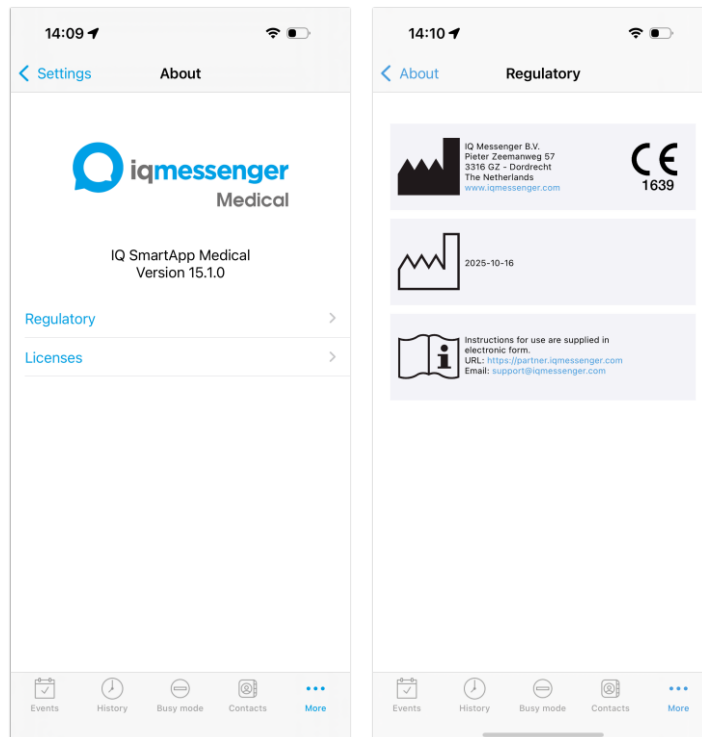 14:09
Settings
About
iqmessenger
Medical
IQ SmartApp Medical
Version 15.1.0
Regulatory
Licenses
Events
History
Busy mode
Contacts
More
14:10
About
Regulatory
IQ Messenger B.V.
Pieter Zeemanweg 57
3316 GZ - Dordrecht
The Netherlands
www.iqmessenger.com
CE
1639
2025-10-16
Instructions for use are supplied in
electronic form.
URL: https://partner.iqmessenger.com
Email: support@iqmessenger.com
Events
History
Busy mode
Contacts
More